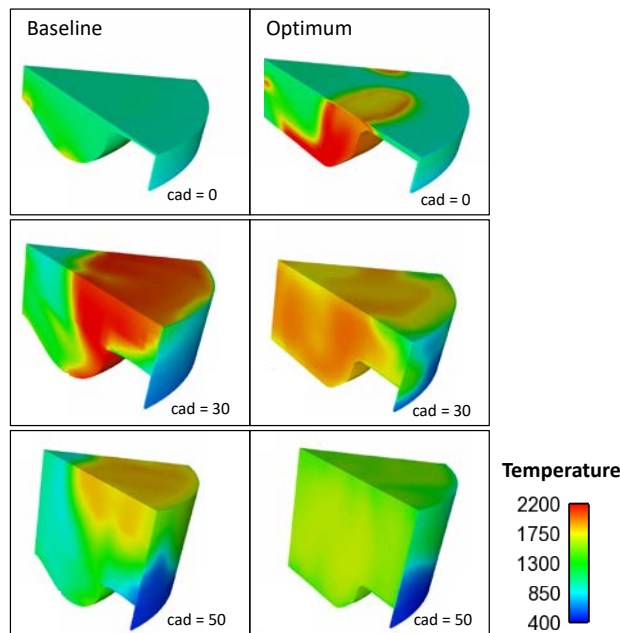 Baseline
Optimum
cad = 0
cad = 0
cad = 30
cad = 30
cad = 50
cad = 50
Temperature
2200
1750
1300
850
400